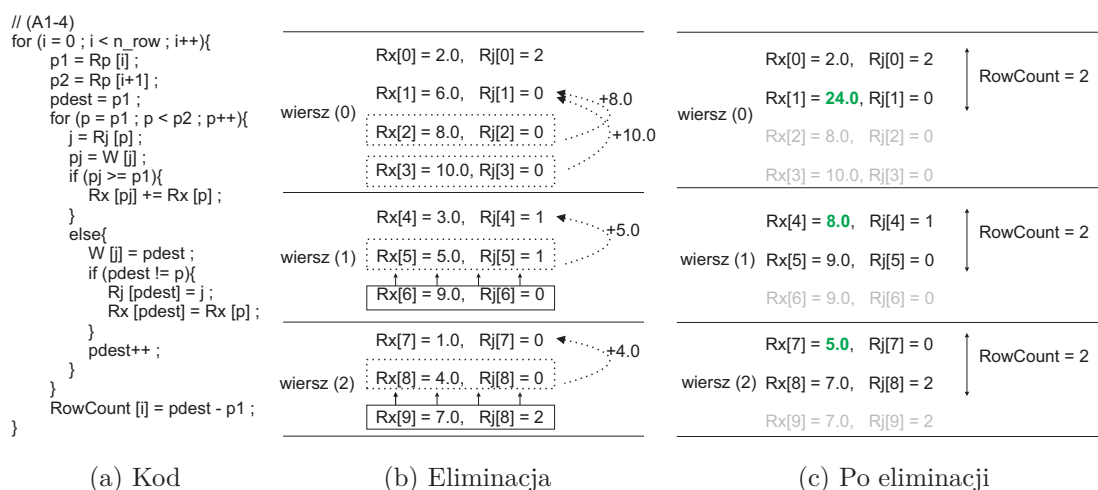 // (A1-4)
for (i = 0 ; i < n_row ; i++){
p1 = Rp [i] ;
p2 = Rp [i+1] ;
pdest = p1 ;
for (p = p1 ; p < p2 ; p++){
j = Rj [p] ;
pj = W [j] ;
if (pj >= p1){
Rx [pj] += Rx [p] ;
}
else{
W [j] = pdest ;
if (pdest != p){
Rj [pdest] = j ;
Rx [pdest] = Rx [p] ;
}
pdest++ ;
}
}
RowCount [i] = pdest - p1 ;
}
(a) Kod
Rx[0] = 2.0, Rj[0] = 2
Rx[1] = 6.0, Rj[1] = 0
+8.0
wiersz (0)
Rx[2] = 8.0, Rj[2] = 0
+10.0
Rx[3] = 10.0, Rj[3] = 0
Rx[4] = 3.0, Rj[4] = 1
+5.0
wiersz (1)
Rx[5] = 5.0, Rj[5] = 1
Rx[6] = 9.0, Rj[6] = 0
Rx[7] = 1.0, Rj[7] = 0
+4.0
wiersz (2)
Rx[8] = 4.0, Rj[8] = 0
Rx[9] = 7.0, Rj[8] = 2
(b) Eliminacja
Rx[0] = 2.0, Rj[0] = 2
RowCount = 2
Rx[1] = 24.0, Rj[1] = 0
wiersz (0)
Rx[2] = 8.0, Rj[2] = 0
Rx[3] = 10.0, Rj[3] = 0
Rx[4] = 8.0, Rj[4] = 1
RowCount = 2
wiersz (1)
Rx[5] = 9.0, Rj[5] = 0
Rx[6] = 9.0, Rj[6] = 0
Rx[7] = 5.0, Rj[7] = 0
RowCount = 2
wiersz (2)
Rx[8] = 7.0, Rj[8] = 2
Rx[9] = 7.0, Rj[9] = 2
(c) Po eliminacji